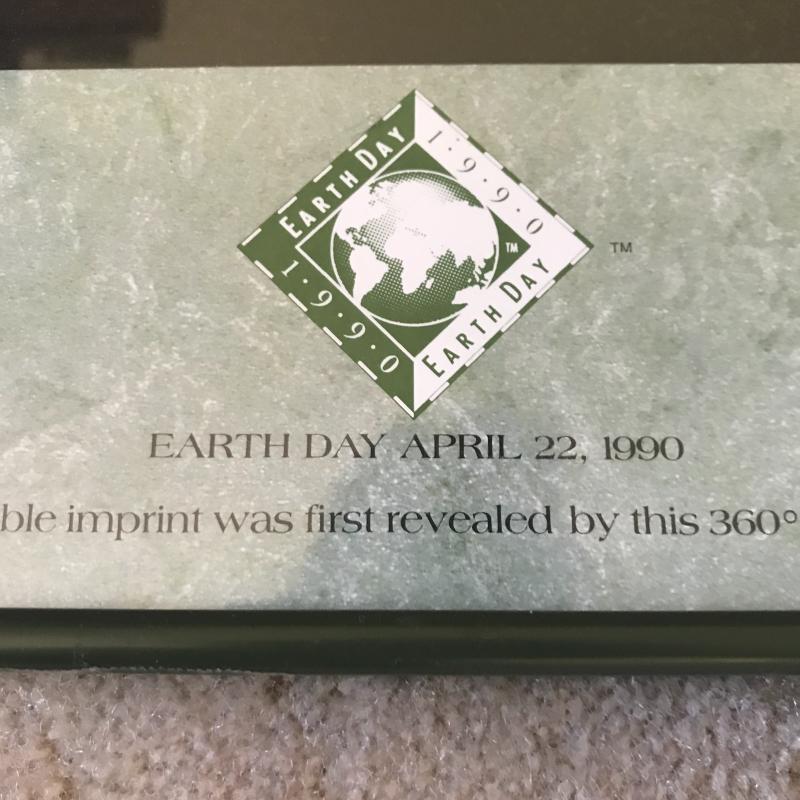 EARTH DAY
1·9·9·0
TM
1·9·9·0
EARTH DAY
TM
EARTH DAY APRIL 22, 1990
ble imprint was first revealed by this 360°